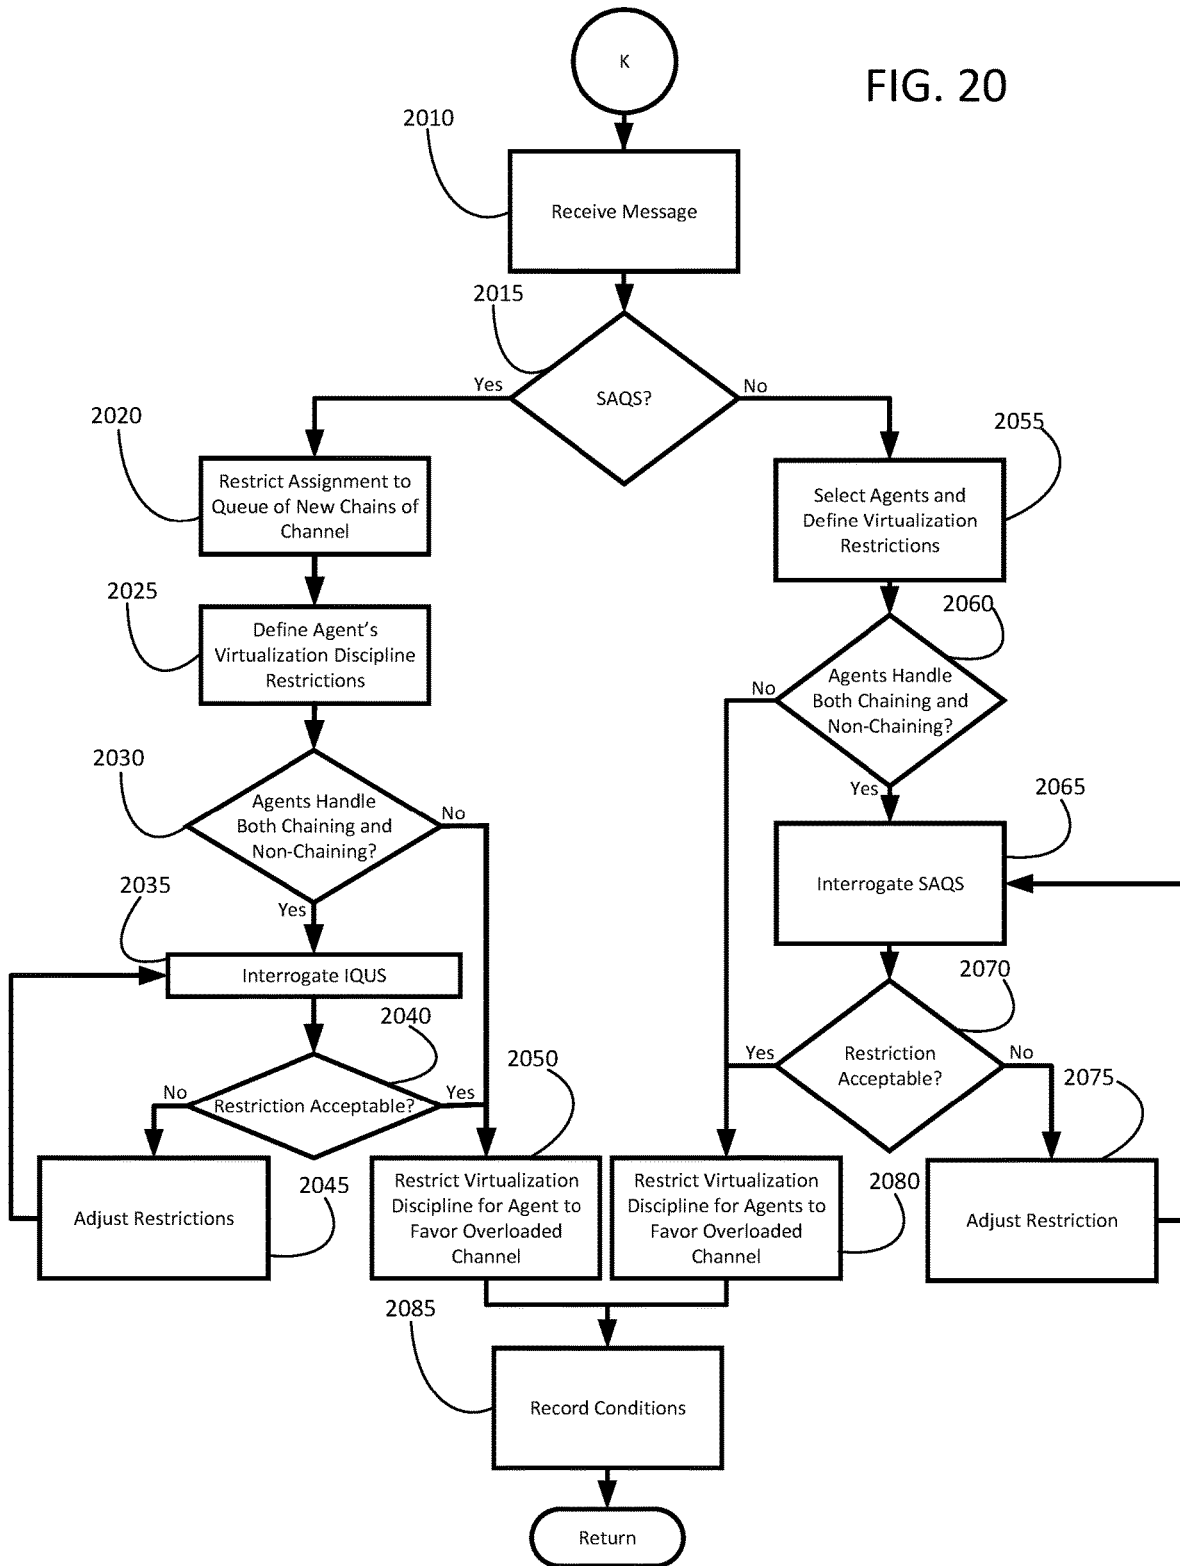 K
FIG. 20
2010
Receive Message
2015
SAQS?
Yes
No
2020
Restrict Assignment to
Queue of New Chains of
Channel
2055
Select Agents and
Define Virtualization
Restrictions
2025
Define Agent’s
Virtualization Discipline
Restrictions
2060
Agents Handle
Both Chaining and
Non-Chaining?
No
Yes
2030
Agents Handle
Both Chaining and
Non-Chaining?
No
Yes
2065
Interrogate SAQS
2035
Interrogate IQUS
2070
Restriction
Acceptable?
Yes
No
2040
Restriction Acceptable?
No
Yes
2050
2075
2045
Adjust Restrictions
Restrict Virtualization
Discipline for Agent to
Favor Overloaded
Channel
2080
Restrict Virtualization
Discipline for Agents to
Favor Overloaded
Channel
Adjust Restriction
2085
Record Conditions
Return